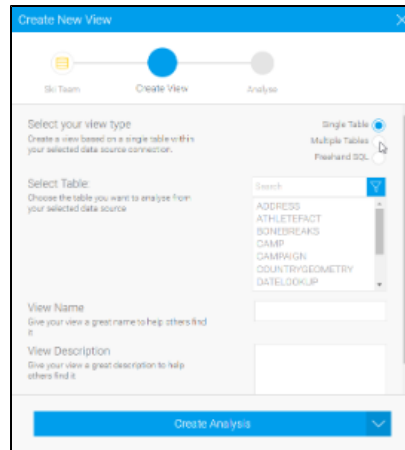 Create New View
Ski Team
Create View
Analyse
Select your view type
Create a view based on a single table within
your selected data source connection.
Single Table
Multiple Tables
Freehand SQL
Select Table:
Choose the table you want to analyse from
your selected data source
Search
ADDRESS
ATHLETEFACT
BONEBREAKS
CAMP
CAMPAIGN
COUNTRYGEOMETRY
DATELOOKUP
View Name
Give your view a great name to help others find
it
View Description
Give your view a great description to help
others find it
Create Analysis